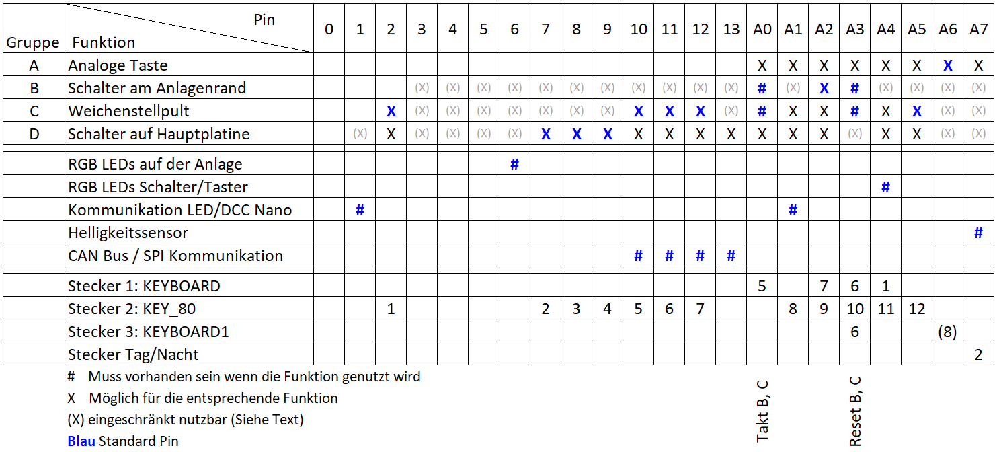 Pin
Gruppe Funktion 0 1 2 3 4 5 6 7 8 9 10 11 12 13 A0 A1 A2 A3 A4 A5 A6 A7
A Analoge Taste X X X X X X X X
B Schalter am Anlagenrand (X) (X) (X) (X) (X) (X) (X) (X) (X) (X) (X) # (X) X # (X) (X) (X) (X)
C Weichenstellpult X (X) (X) (X) (X) (X) (X) (X) X X X (X) # X X # X X (X) (X)
D Schalter auf Hauptplatine (X) X (X) (X) (X) (X) X X X X X X X X X X (X) X X (X) (X)
RGB LEDs auf der Anlage #
RGB LEDs Schalter/Taster #
Kommunikation LED/DCC Nano # #
Helligkeitssensor #
CAN Bus / SPI Kommunikation # # # #
Stecker 1: KEYBOARD 5 7 6 1
Stecker 2: KEY_80 1 2 3 4 5 6 7 8 9 10 11 12
Stecker 3: KEYBOARD1 6 (8)
Stecker Tag/Nacht 2
# Muss vorhanden sein wenn die Funktion genutzt wird
X Möglich für die entsprechende Funktion
(X) eingeschränkt nutzbar (Siehe Text)
Blau Standard Pin
Takt B, C
Reset B, C